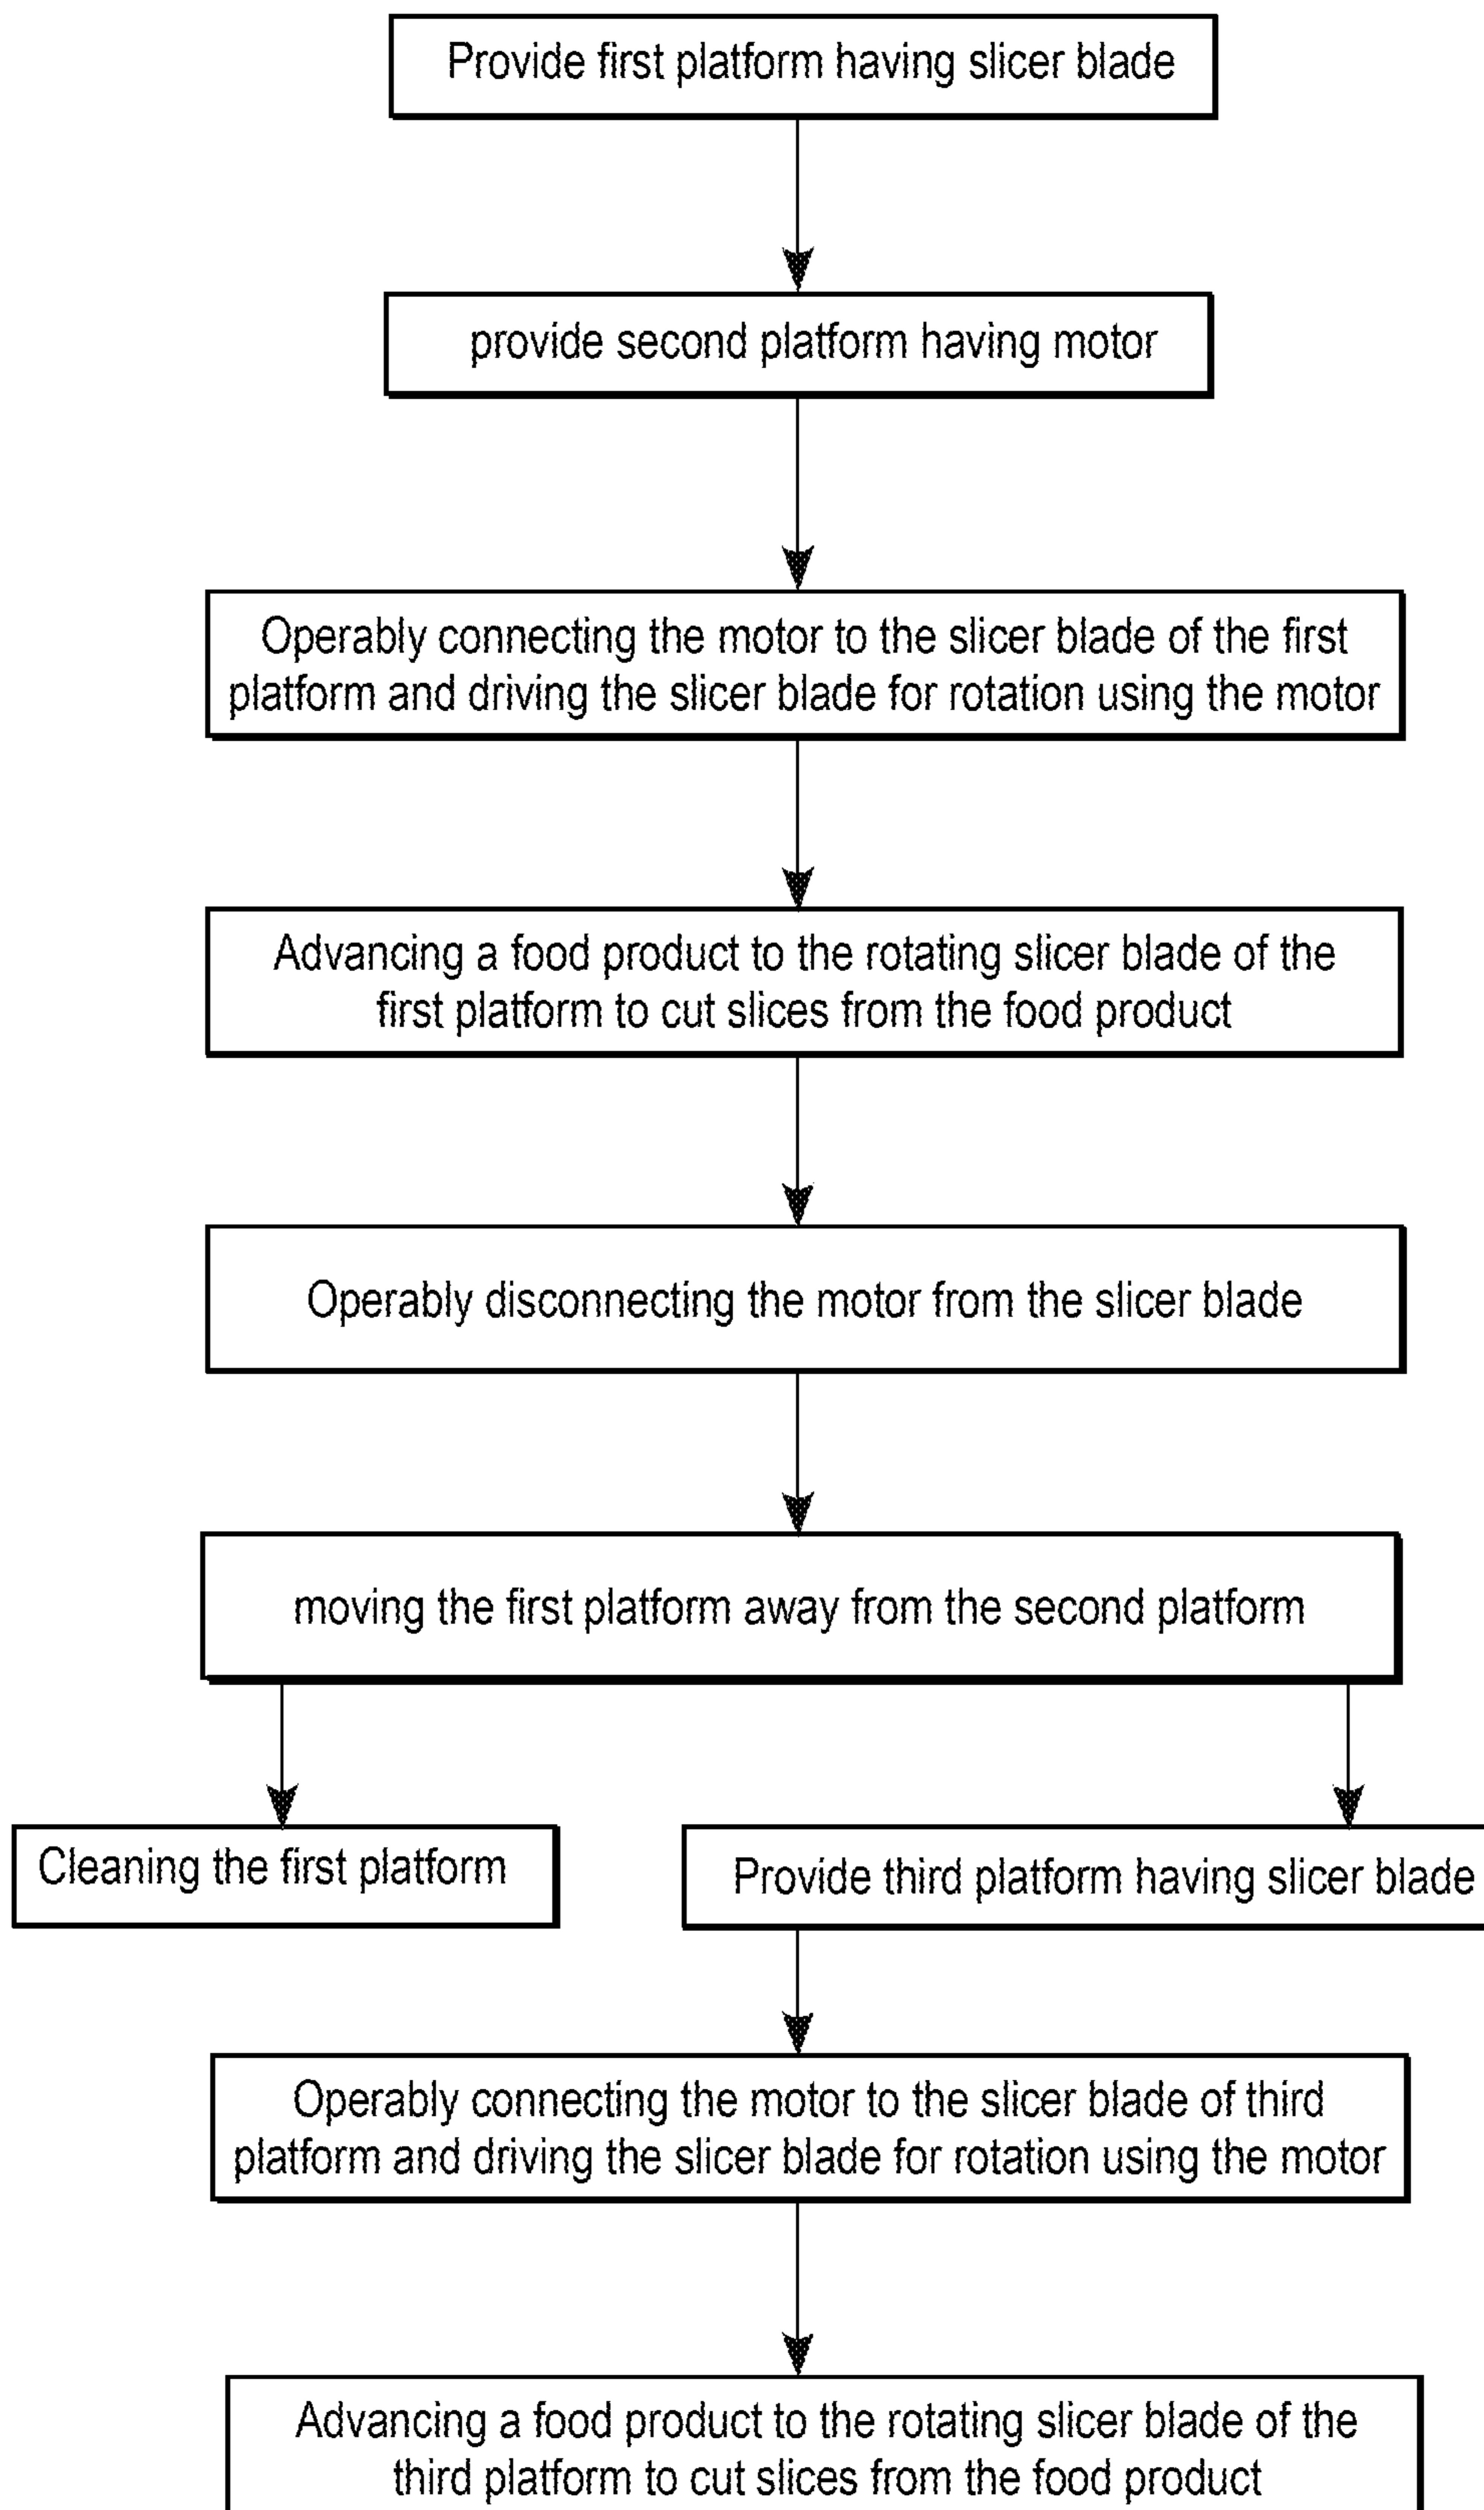 Provide first platform having slicer blade
provide second platform having motor
Operably connecting the motor to the slicer blade of the first
platform and driving the slicer blade for rotation using the motor
Advancing a food product to the rotating slicer blade of the
first platform to cut slices from the food product
Operably disconnecting the motor from the slicer blade
moving the first platform away from the second platform
Cleaning the first platform
Provide third platform having slicer blade
Operably connecting the motor to the slicer blade of third
platform and driving the slicer blade for rotation using the motor
Advancing a food product to the rotating slicer blade of the
third platform to cut slices from the food product